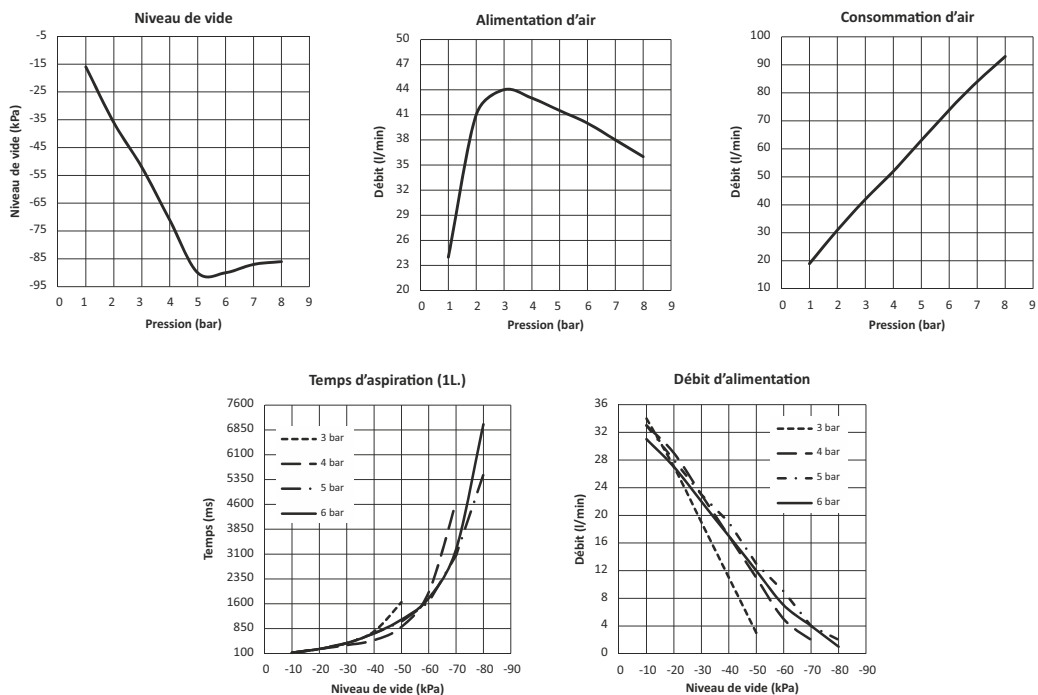 Niveau de vide
Niveau de vide (kPa)
-5
-15
-25
-35
-45
-55
-65
-75
-85
-95
0 1 2 3 4 5 6 7 8 9
Pression (bar)
Alimentation d'air
Débit (l/min)
50
47
44
41
38
35
32
29
26
23
20
0 1 2 3 4 5 6 7 8 9
Pression (bar)
Consommation d'air
Débit (l/min)
100
90
80
70
60
50
40
30
20
10
0 1 2 3 4 5 6 7 8 9
Pression (bar)
Temps d'aspiration (1L.)
Temps (ms)
7600
6850
6100
5350
4600
3850
3100
2350
1600
850
100
3 bar
4 bar
5 bar
6 bar
0 -10 -20 -30 -40 -50 -60 -70 -80 -90
Niveau de vide (kPa)
Débit d'alimentation
Débit (l/min)
36
32
28
24
20
16
12
8
4
0
3 bar
4 bar
5 bar
6 bar
0 -10 -20 -30 -40 -50 -60 -70 -80 -90
Niveau de vide (kPa)